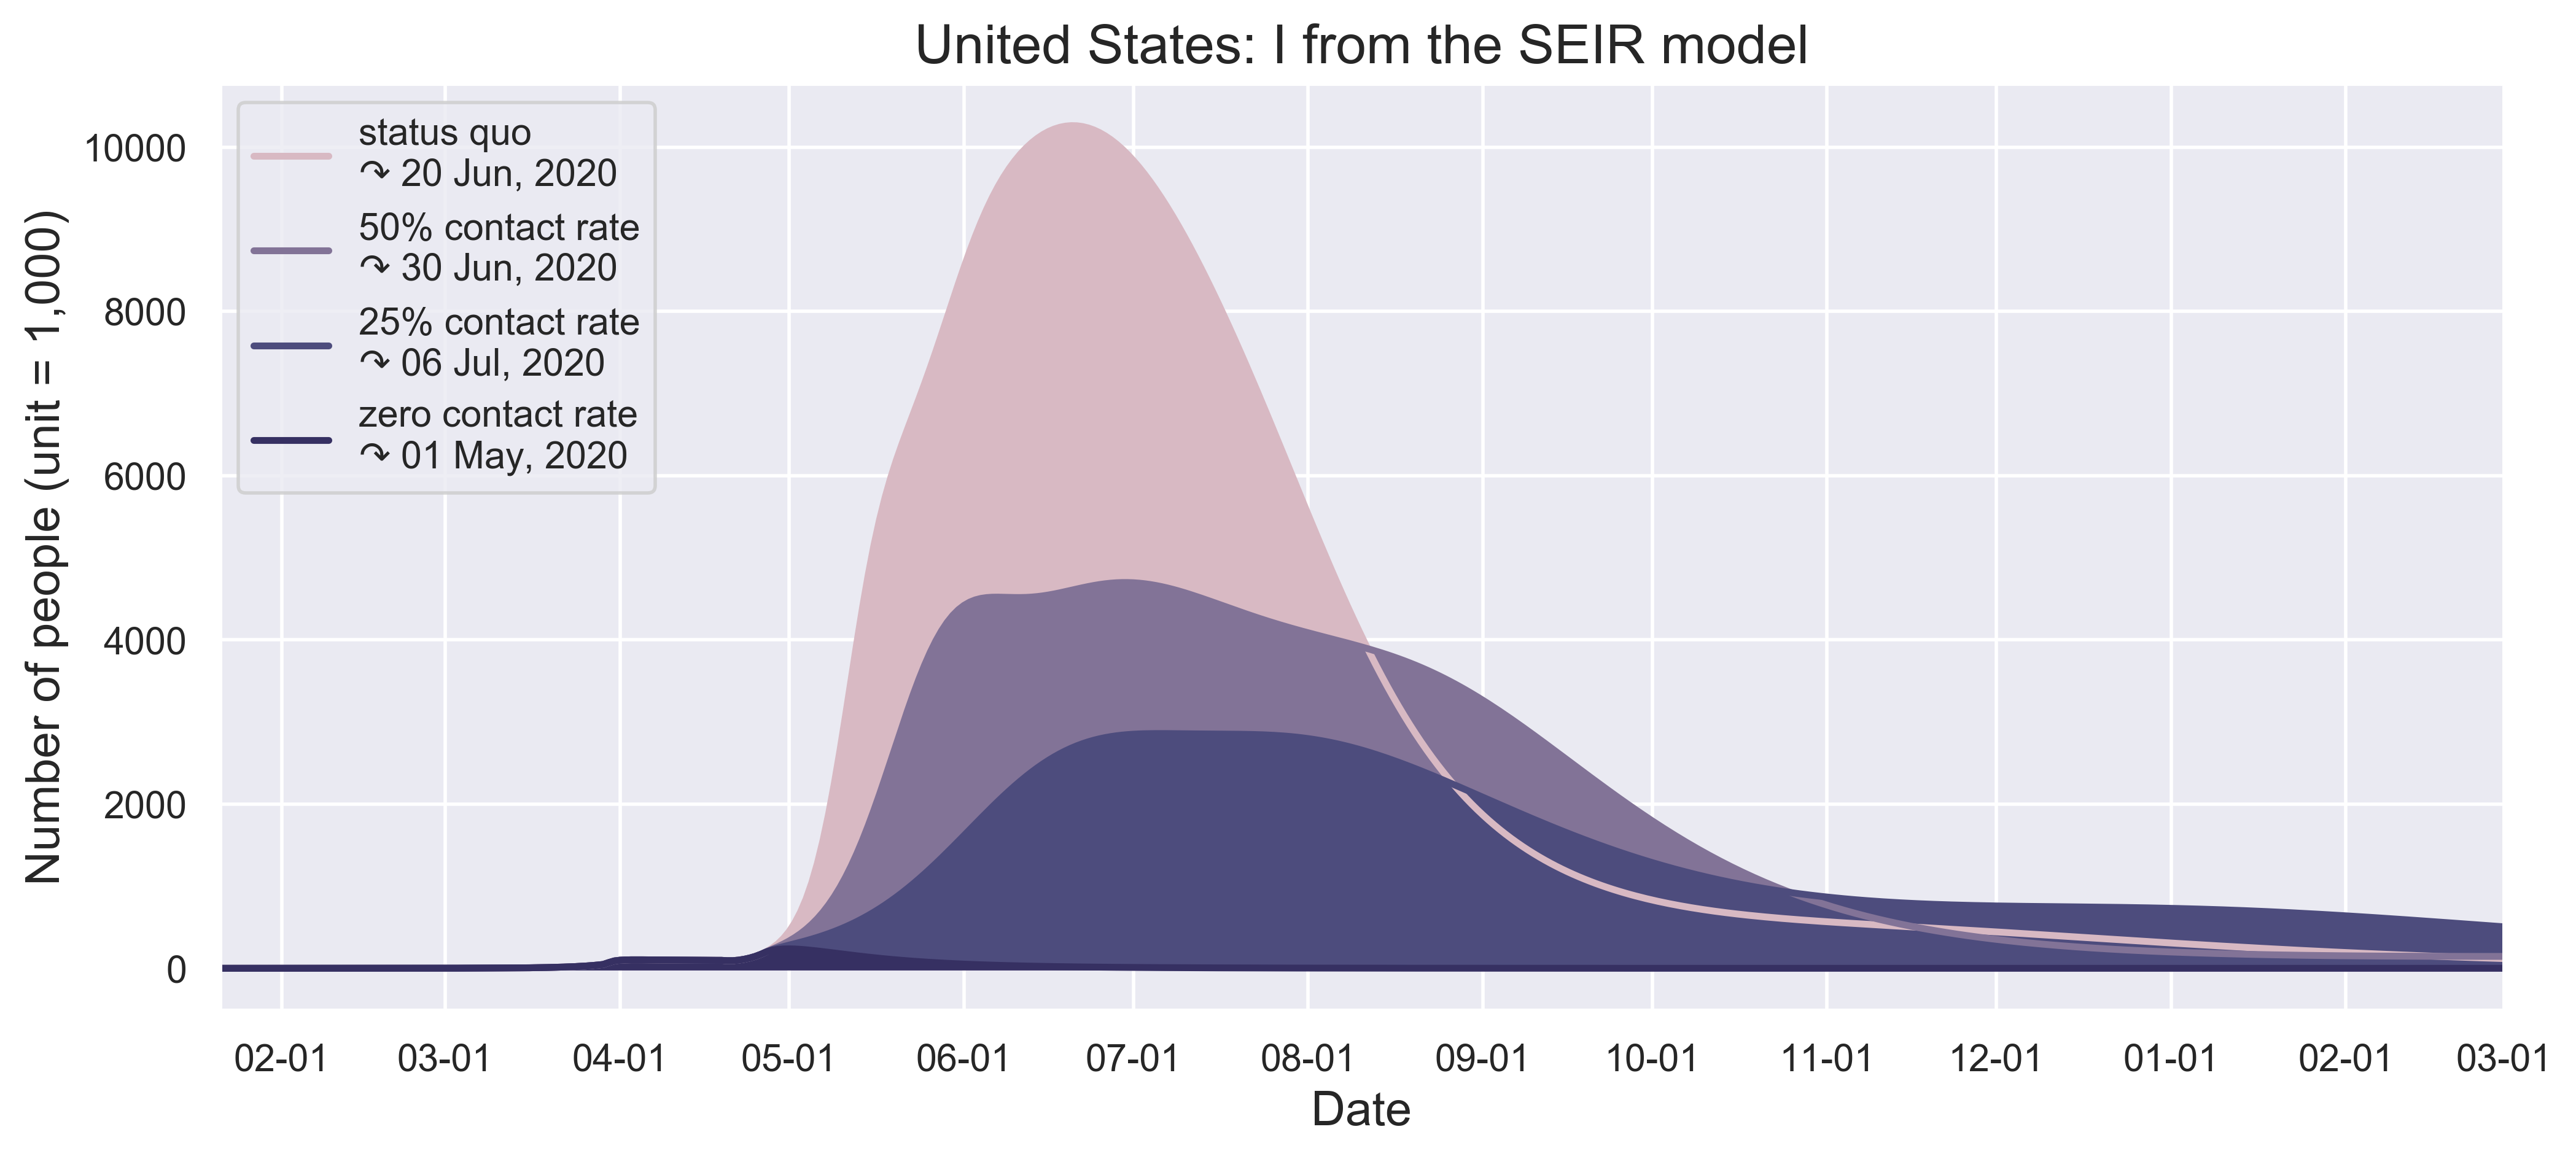 United States: I from the SEIR model
status quo
↷ 20 Jun, 2020
50% contact rate
↷ 30 Jun, 2020
25% contact rate
↷ 06 Jul, 2020
zero contact rate
↷ 01 May, 2020
Number of people (unit = 1,000)
10000
8000
6000
4000
2000
0
02-01 03-01 04-01 05-01 06-01 07-01 08-01 09-01 10-01 11-01 12-01 01-01 02-01 03-01
Date